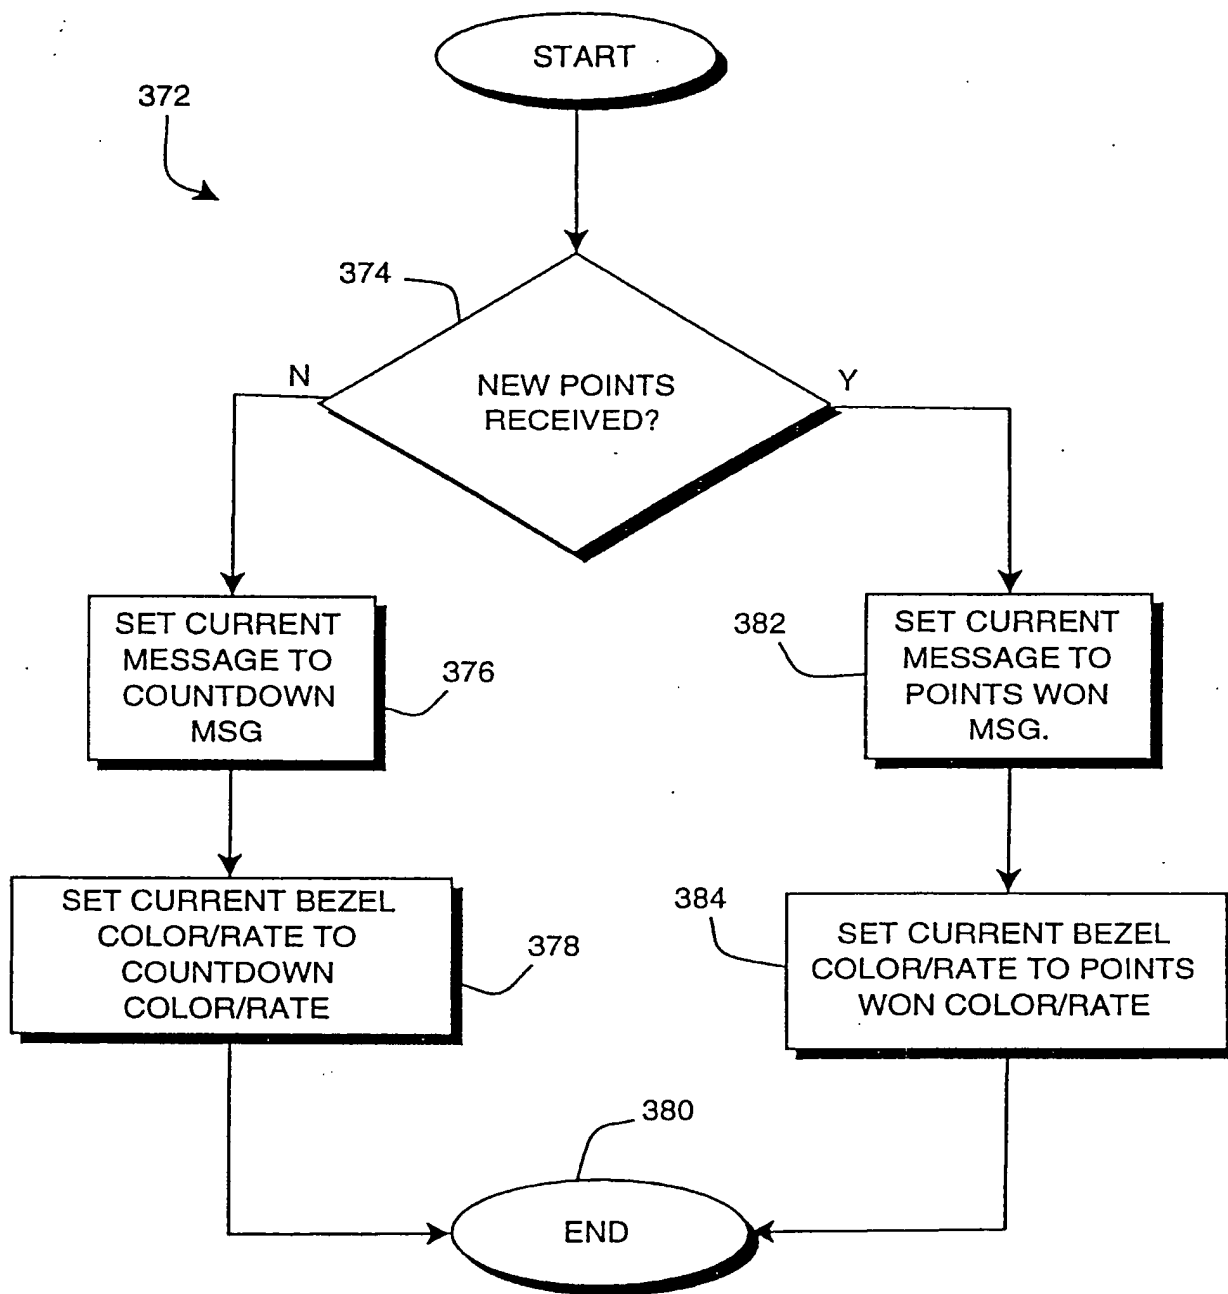 START
372
374
N
NEW POINTS
RECEIVED?
Y
SET CURRENT
MESSAGE TO
COUNTDOWN
MSG
376
382
SET CURRENT
MESSAGE TO
POINTS WON
MSG.
SET CURRENT BEZEL
COLOR/RATE TO
COUNTDOWN
COLOR/RATE
378
384
SET CURRENT BEZEL
COLOR/RATE TO POINTS
WON COLOR/RATE
380
END